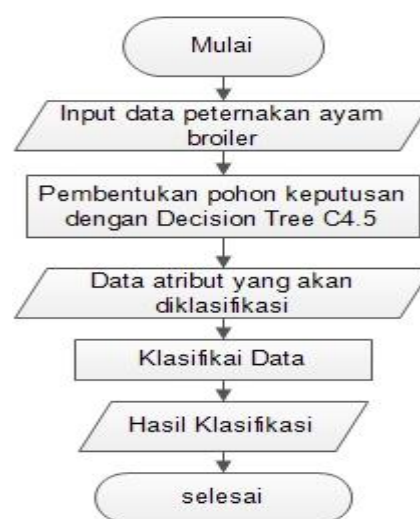 Mulai
Input data peternakan ayam
broiler
Pembentukan pohon keputusan
dengan Decision Tree C4.5
Data atribut yang akan
diklasifikasi
Klasifikai Data
Hasil Klasifikasi
selesai